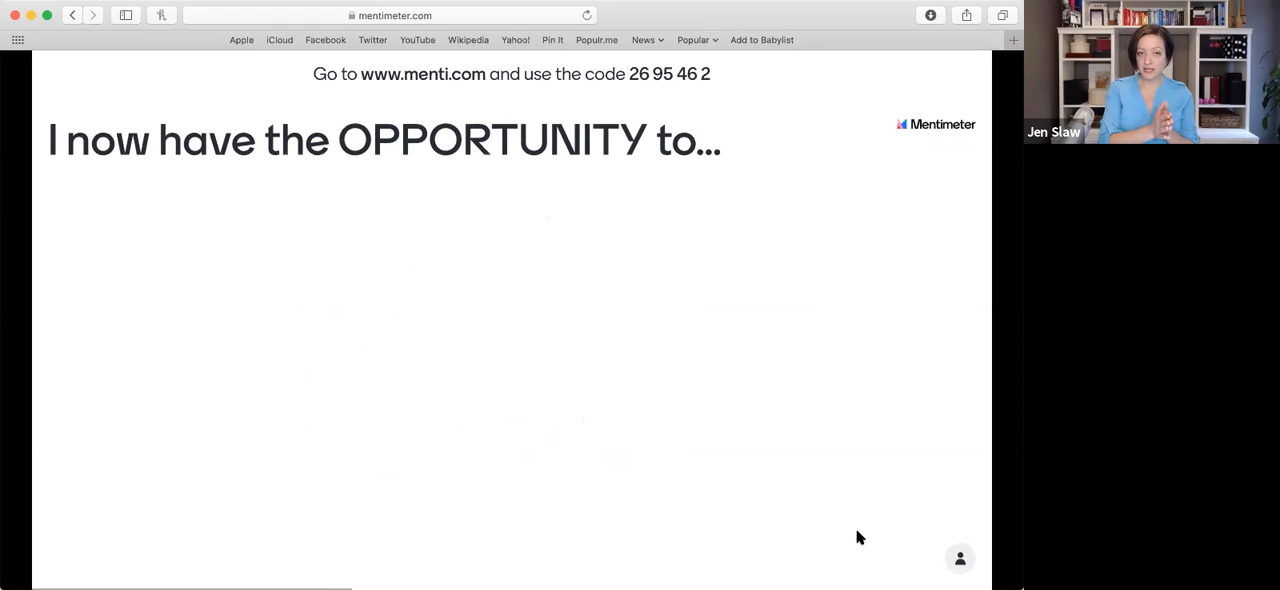 mentimeter.com
Apple iCloud Facebook Twitter YouTube Wikipedia Yahoo! Pin It Populr.me News Popular Add to Babylist
Go to www.menti.com and use the code 26 95 46 2
I now have the OPPORTUNITY to...
Mentimeter
Jen Slaw